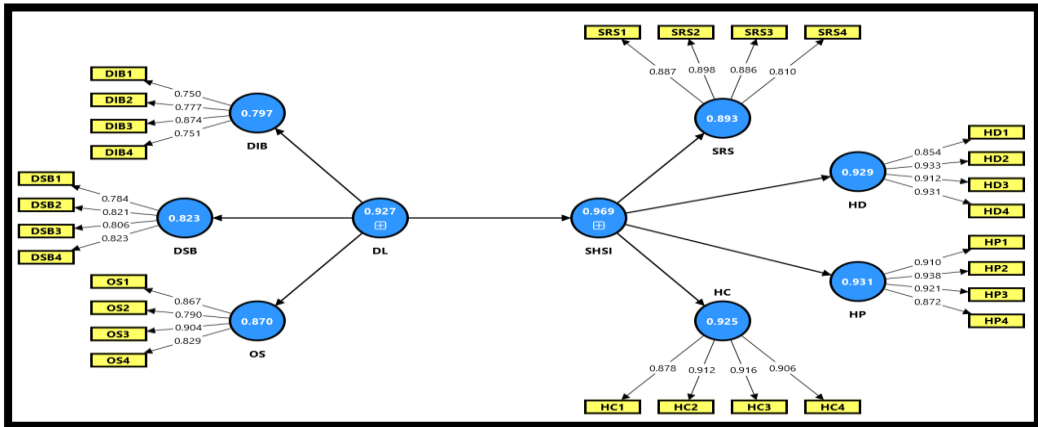 SRS1 SRS2 SRS3 SRS4
0.887 0.898 0.886 0.810
0.893
SRS
DIB1
DIB2
DIB3
DIB4
0.750
0.777
0.874
0.751
0.797
DIB
DSB1
DSB2
DSB3
DSB4
0.784
0.821
0.806
0.823
0.823
DSB
OS1
OS2
OS3
OS4
0.867
0.790
0.904
0.829
0.870
OS
0.927
DL
0.969
SHSI
HD1
HD2
HD3
HD4
0.854
0.933
0.912
0.931
0.929
HD
HP1
HP2
HP3
HP4
0.910
0.938
0.921
0.872
0.931
HP
HC
0.925
0.878 0.912 0.916 0.906
HC1 HC2 HC3 HC4